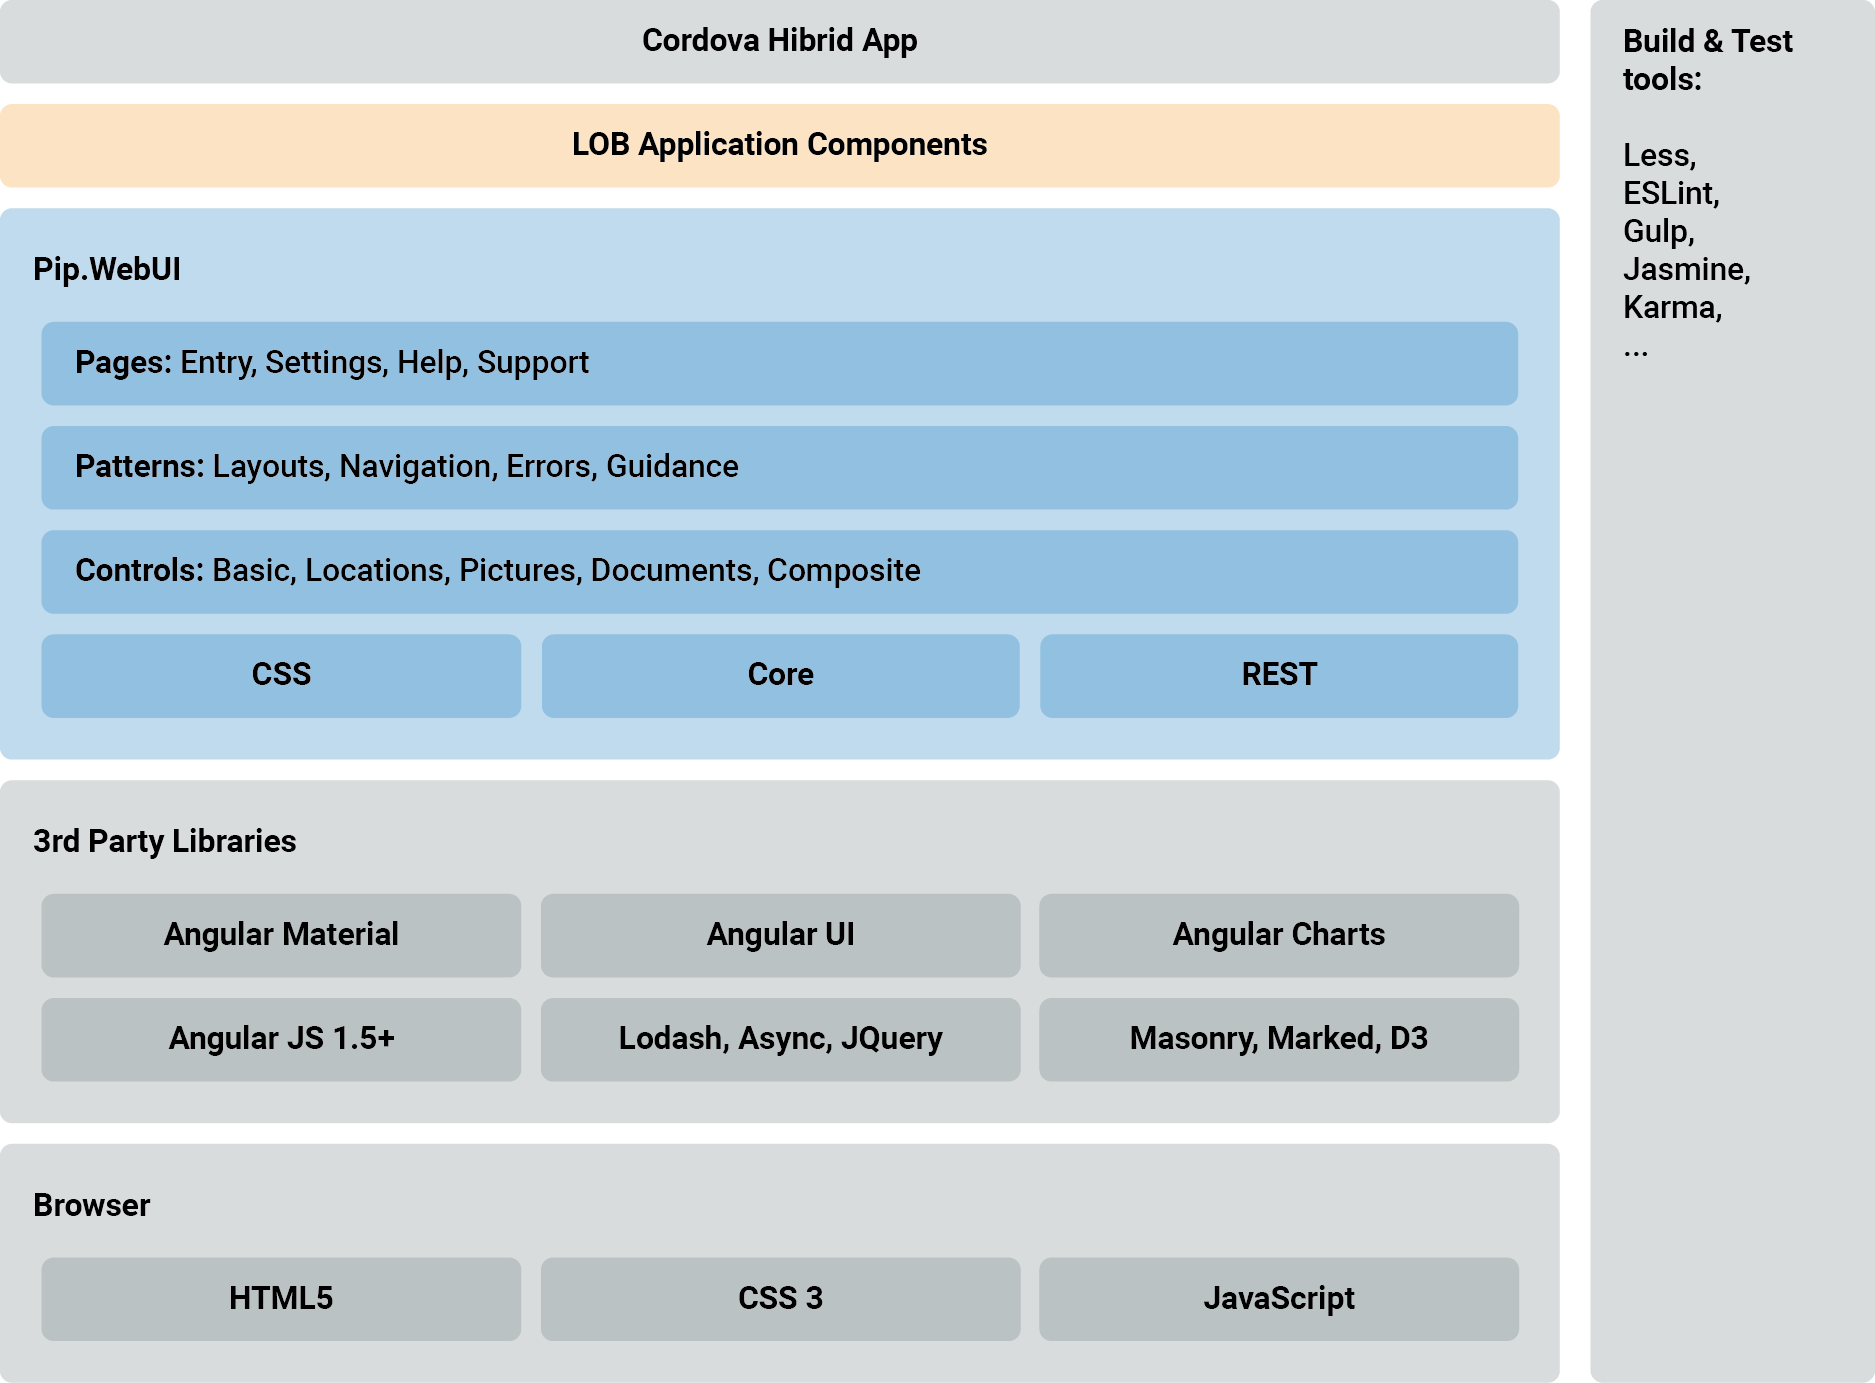 Cordova Hibrid App
LOB Application Components
Pip.WebUI
Pages: Entry, Settings, Help, Support
Patterns: Layouts, Navigation, Errors, Guidance
Controls: Basic, Locations, Pictures, Documents, Composite
CSS
Core
REST
3rd Party Libraries
Angular Material
Angular UI
Angular Charts
Angular JS 1.5+
Lodash, Async, JQuery
Masonry, Marked, D3
Browser
HTML5
CSS 3
JavaScript
Build & Test
tools:
Less,
ESLint,
Gulp,
Jasmine,
Karma,
...